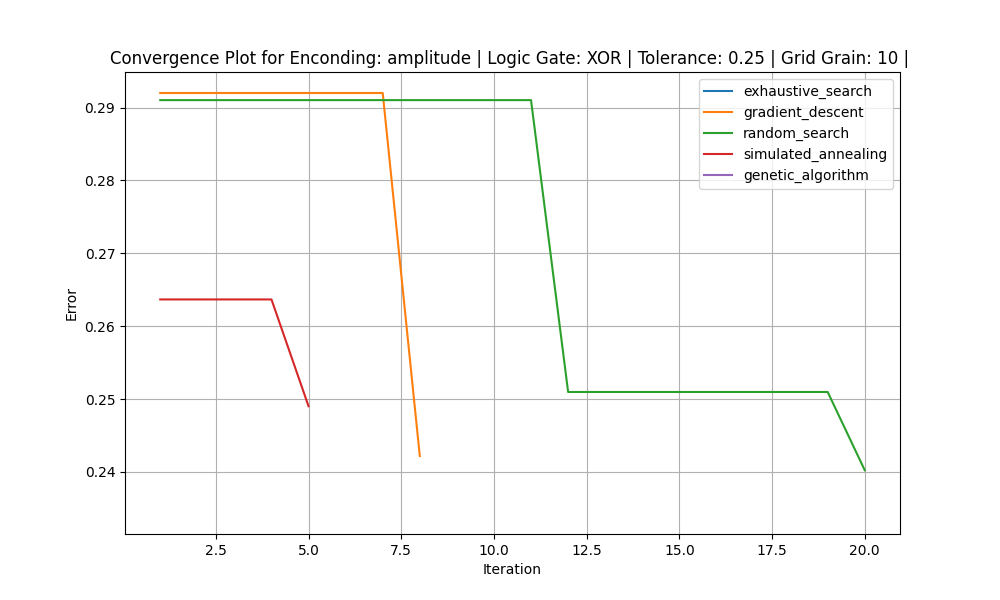 Convergence Plot for Enconding: amplitude | Logic Gate: XOR | Tolerance: 0.25 | Grid Grain: 10 |
exhaustive_search
gradient_descent
random_search
simulated_annealing
genetic_algorithm
Error
0.29
0.28
0.27
0.26
0.25
0.24
2.5 5.0 7.5 10.0 12.5 15.0 17.5 20.0
Iteration